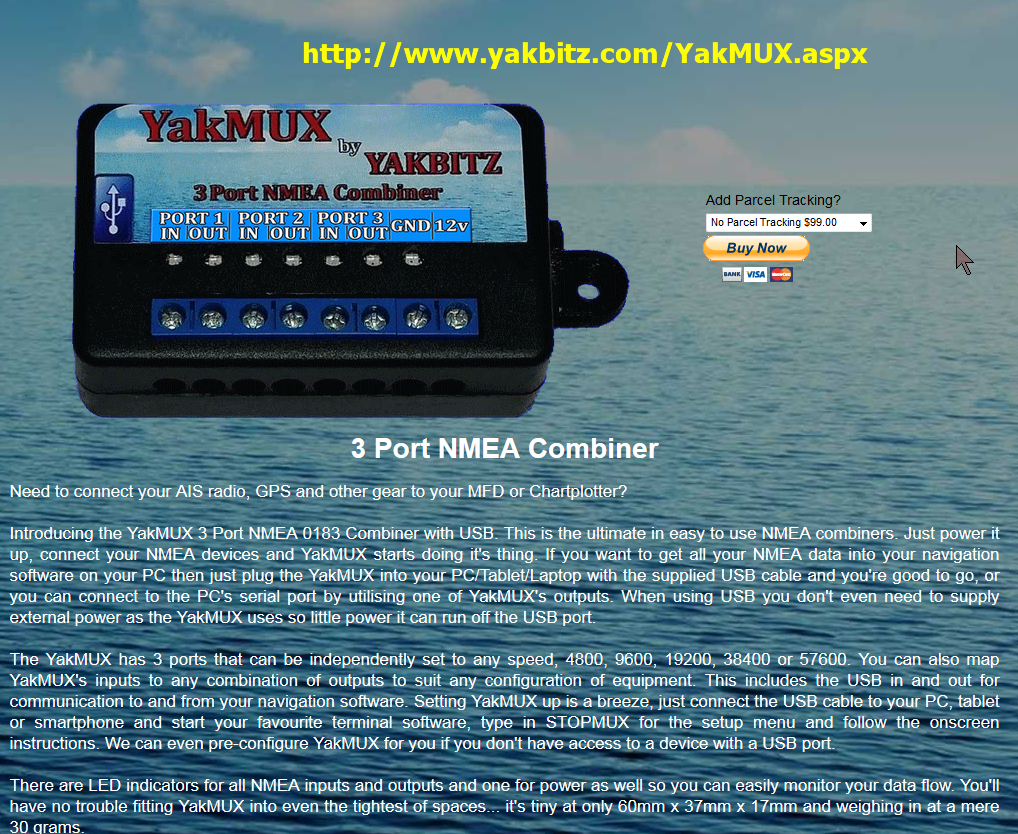 http://www.yakbitz.com/YakMUX.aspx
YakMUX
by
YAKBITZ
3 Port NMEA Combiner
PORT 1 PORT 2 PORT 3 GND 12v
IN OUT IN OUT IN OUT
Add Parcel Tracking?
No Parcel Tracking $99.00
Buy Now
BANK VISA MasterCard
3 Port NMEA Combiner
Need to connect your AIS radio, GPS and other gear to your MFD or Chartplotter?
Introducing the YakMUX 3 Port NMEA 0183 Combiner with USB. This is the ultimate in easy to use NMEA combiners. Just power it
up, connect your NMEA devices and YakMUX starts doing it's thing. If you want to get all your NMEA data into your navigation
software on your PC then just plug the YakMUX into your PC/Tablet/Laptop with the supplied USB cable and you're good to go, or
you can connect to the PC's serial port by utilising one of YakMUX's outputs. When using USB you don't even need to supply
external power as the YakMUX uses so little power it can run off the USB port.
The YakMUX has 3 ports that can be independently set to any speed, 4800, 9600, 19200, 38400 or 57600. You can also map
YakMUX's inputs to any combination of outputs to suit any configuration of equipment. This includes the USB in and out for
communication to and from your navigation software. Setting YakMUX up is a breeze, just connect the USB cable to your PC, tablet
or smartphone and start your favourite terminal software, type in STOPMUX for the setup menu and follow the onscreen
instructions. We can even pre-configure YakMUX for you if you don't have access to a device with a USB port.
There are LED indicators for all NMEA inputs and outputs and one for power as well so you can easily monitor your data flow. You'll
have no trouble fitting YakMUX into even the tightest of spaces... it's tiny at only 60mm x 37mm x 17mm and weighing in at a mere
30 grams.